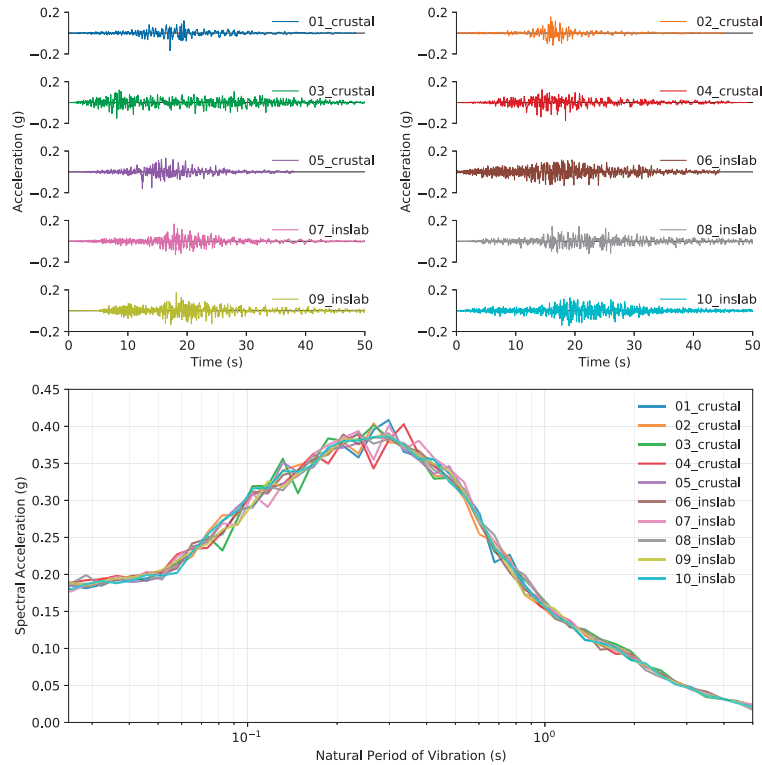 0.2
01_crustal
−0.2
0.2
02_crustal
−0.2
0.2
03_crustal
−0.2
0.2
04_crustal
−0.2
0.2
05_crustal
−0.2
0.2
06_inslab
−0.2
0.2
07_inslab
−0.2
0.2
08_inslab
−0.2
0.2
09_inslab
−0.2
0.2
10_inslab
−0.2
Acceleration (g)
Acceleration (g)
0 10 20 30 40 50
0 10 20 30 40 50
Time (s)
Time (s)
0.45
0.40
0.35
0.30
0.25
0.20
0.15
0.10
0.05
0.00
Spectral Acceleration (g)
01_crustal
02_crustal
03_crustal
04_crustal
05_crustal
06_inslab
07_inslab
08_inslab
09_inslab
10_inslab
10⁻¹ 10⁰
Natural Period of Vibration (s)